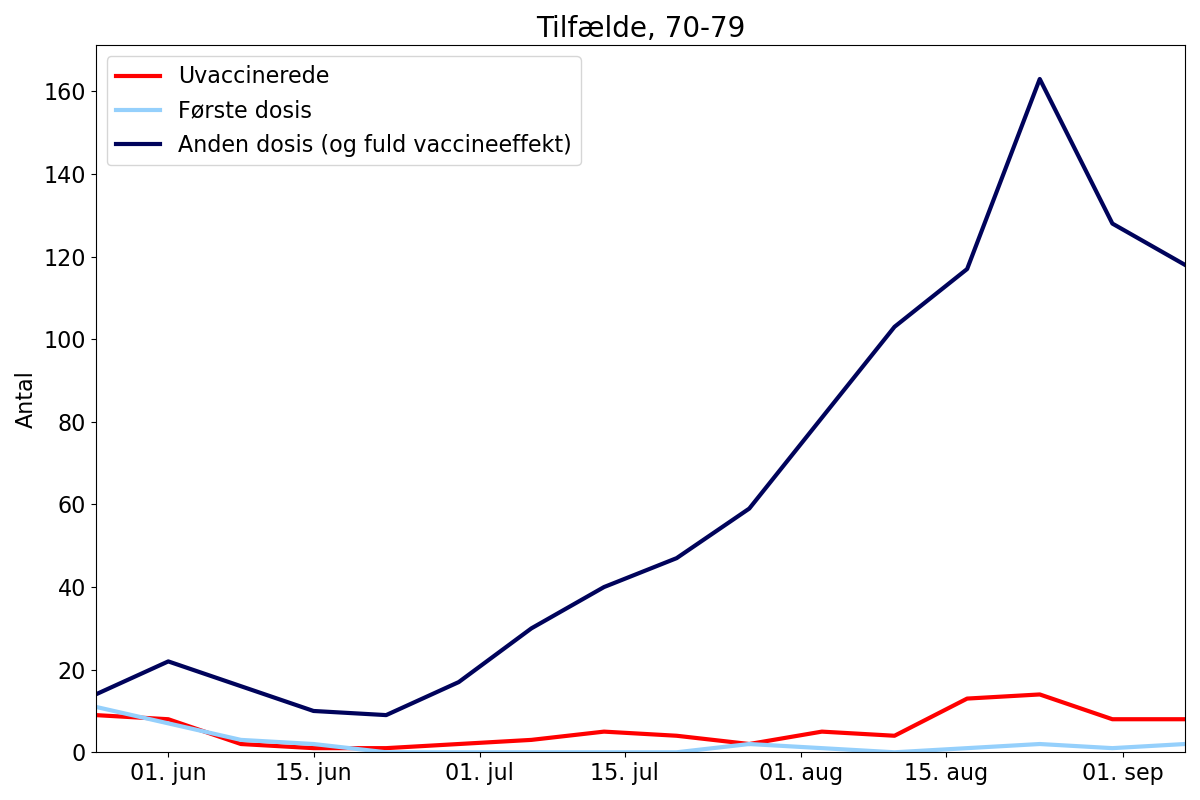 Tilfælde, 70-79
Uvaccinerede
Første dosis
Anden dosis (og fuld vaccineeffekt)
Antal
160
140
120
100
80
60
40
20
0
01. jun 15. jun 01. jul 15. jul 01. aug 15. aug 01. sep